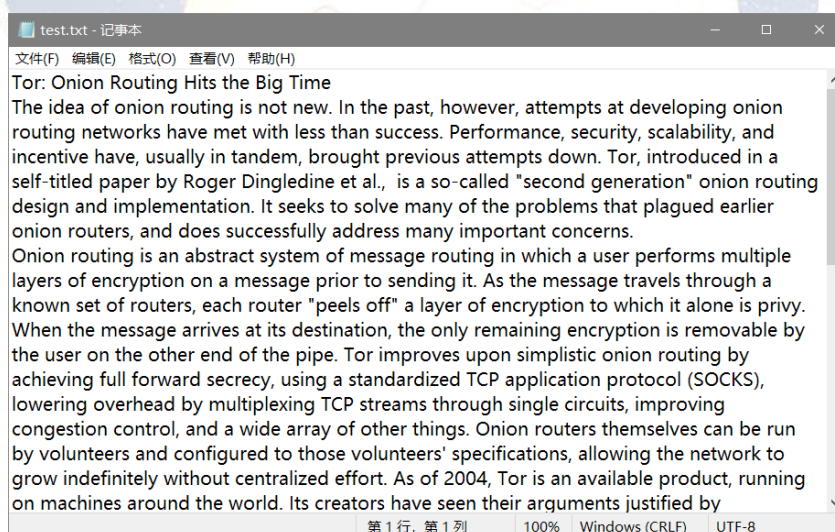 test.txt - 记事本
文件(F) 编辑(E) 格式(O) 查看(V) 帮助(H)
Tor: Onion Routing Hits the Big Time
The idea of onion routing is not new. In the past, however, attempts at developing onion
routing networks have met with less than success. Performance, security, scalability, and
incentive have, usually in tandem, brought previous attempts down. Tor, introduced in a
self-titled paper by Roger Dingledine et al.,  is a so-called "second generation" onion routing
design and implementation. It seeks to solve many of the problems that plagued earlier
onion routers, and does successfully address many important concerns.
Onion routing is an abstract system of message routing in which a user performs multiple
layers of encryption on a message prior to sending it. As the message travels through a
known set of routers, each router "peels off" a layer of encryption to which it alone is privy.
When the message arrives at its destination, the only remaining encryption is removable by
the user on the other end of the pipe. Tor improves upon simplistic onion routing by
achieving full forward secrecy, using a standardized TCP application protocol (SOCKS),
lowering overhead by multiplexing TCP streams through single circuits, improving
congestion control, and a wide array of other things. Onion routers themselves can be run
by volunteers and configured to those volunteers' specifications, allowing the network to
grow indefinitely without centralized effort. As of 2004, Tor is an available product, running
on machines around the world. Its creators have seen their arguments justified by
第 1 行，第 1 列 100% Windows (CRLF) UTF-8